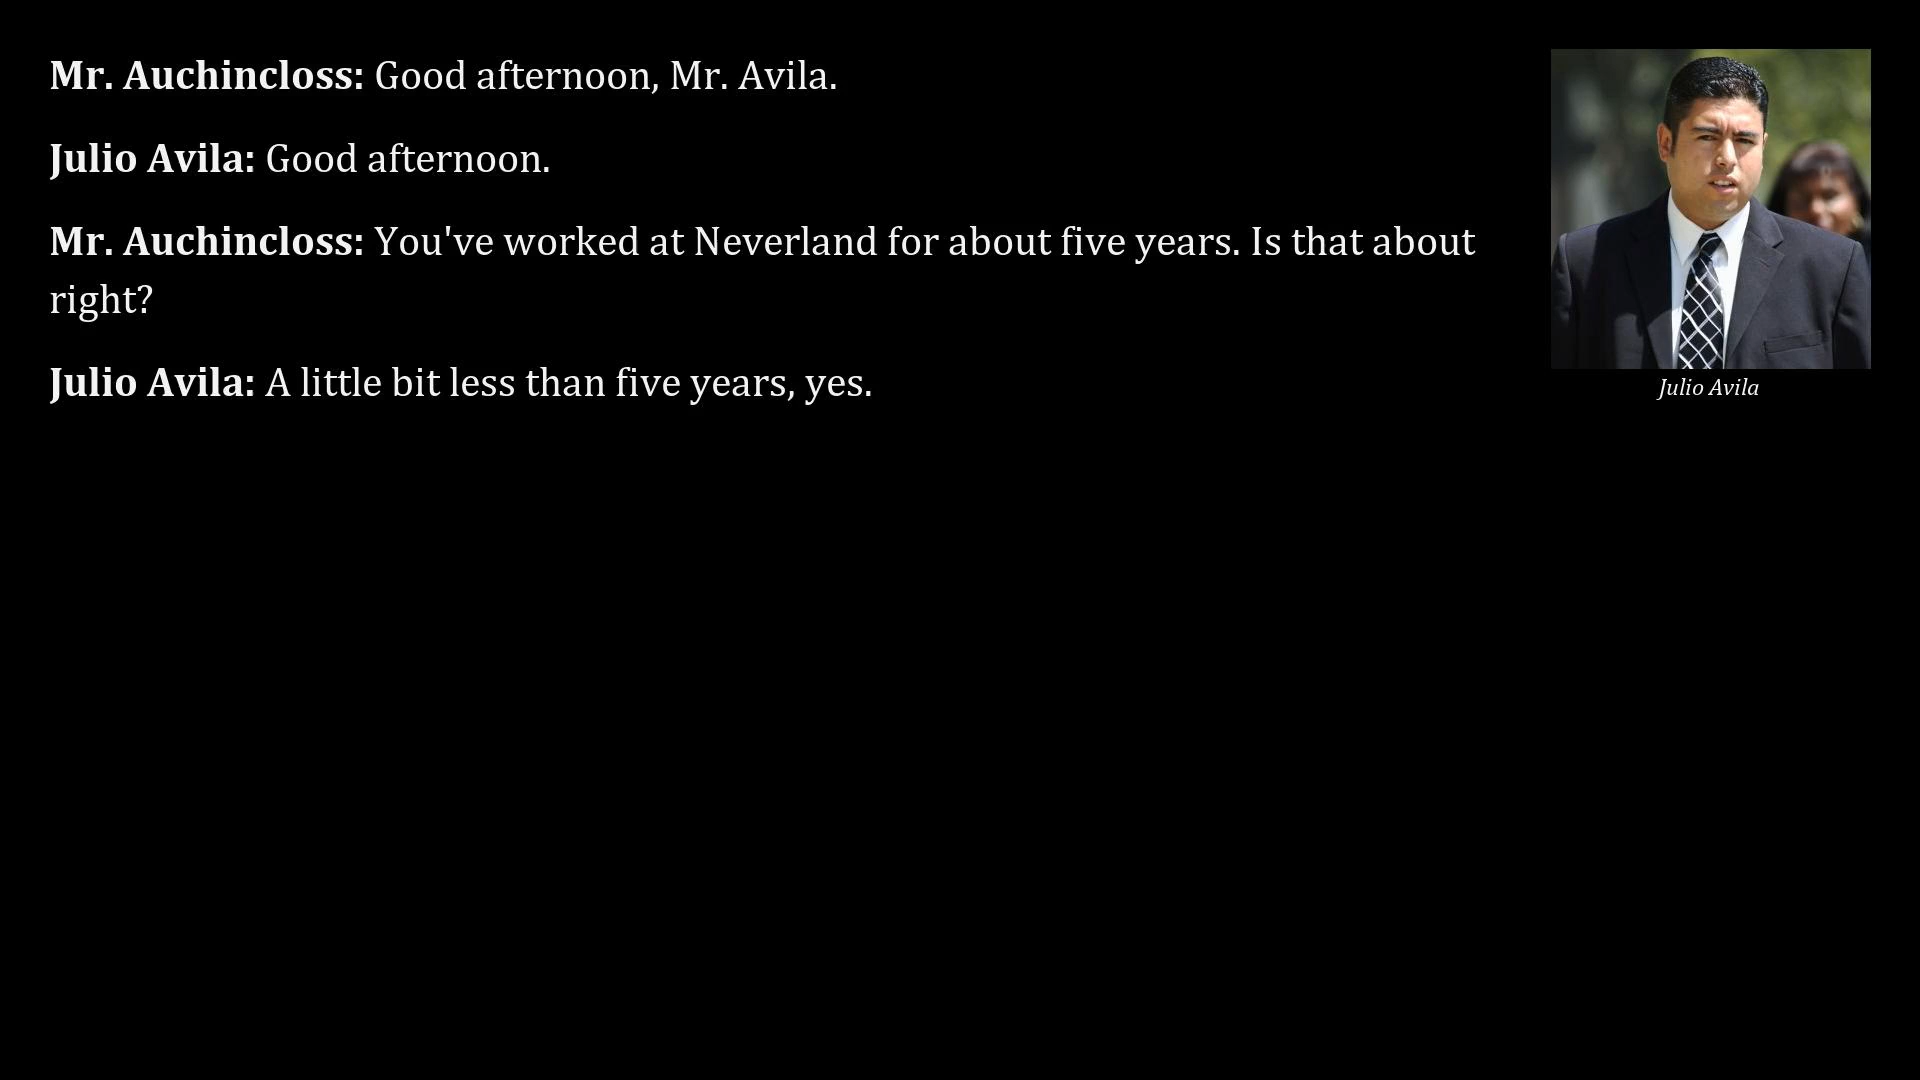 Mr. Auchincloss: Good afternoon, Mr. Avila.
Julio Avila: Good afternoon.
Mr. Auchincloss: You've worked at Neverland for about five years. Is that about
right?
Julio Avila: A little bit less than five years, yes.
Julio Avila